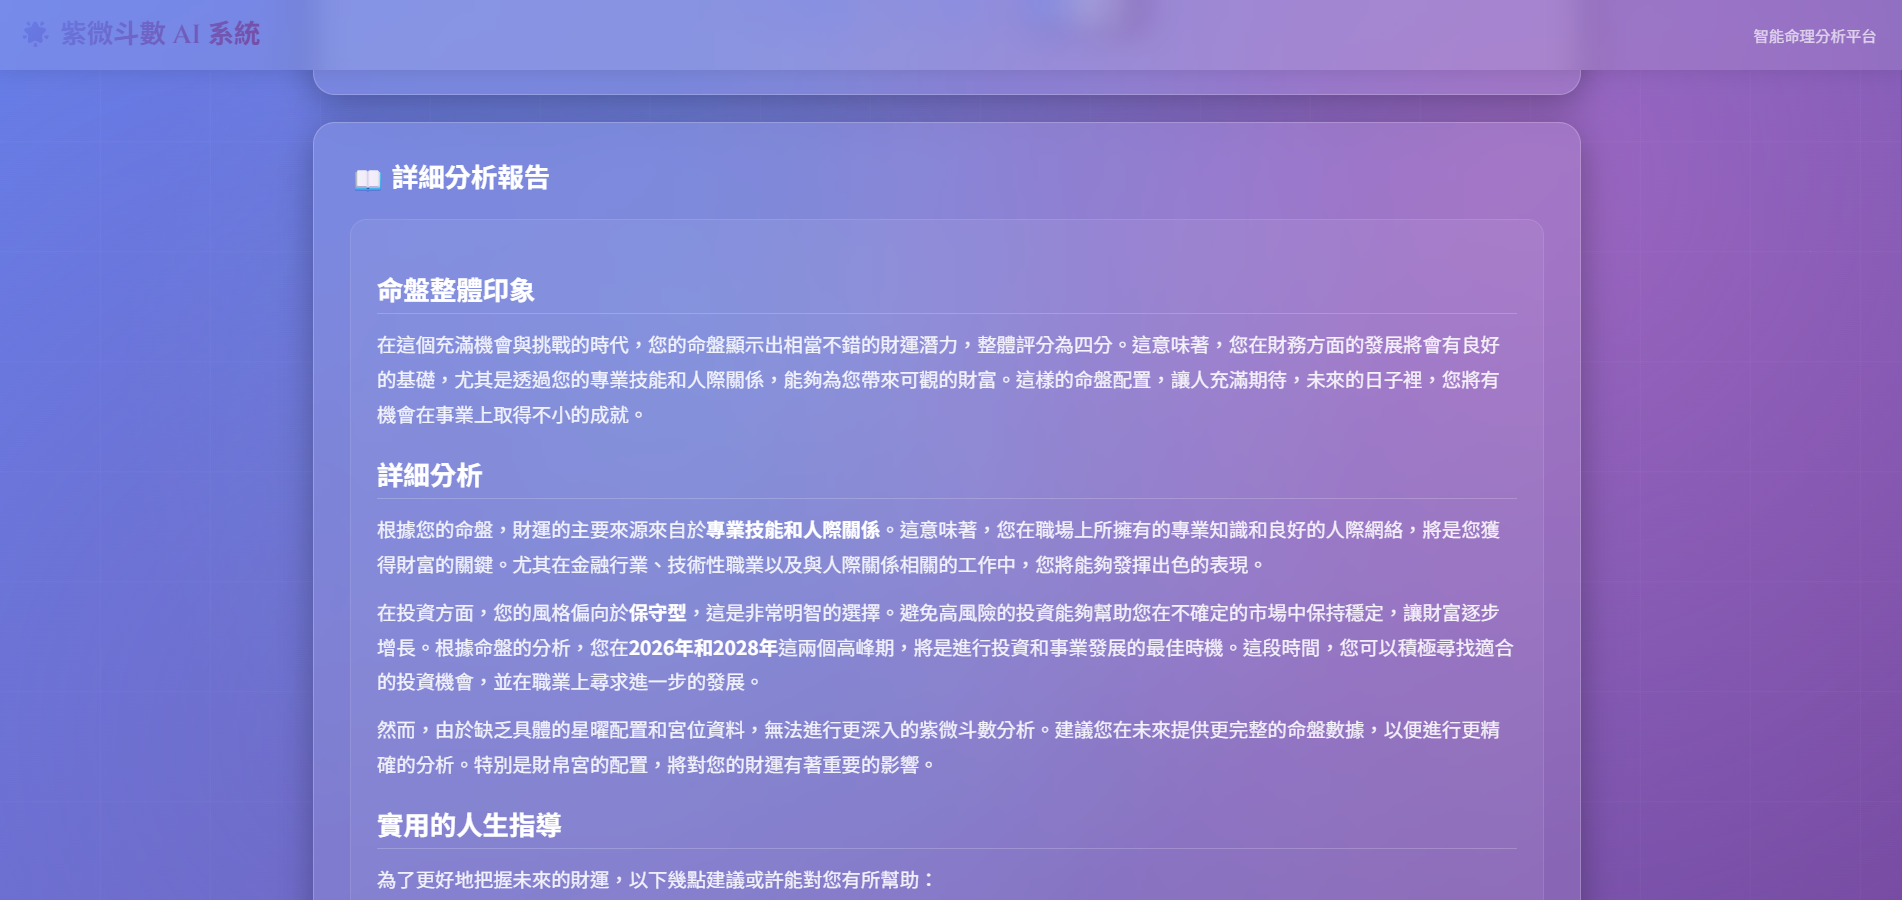 紫微斗數 AI 系統
智能命理分析平台
詳細分析報告
命盤整體印象
在這個充滿機會與挑戰的時代，您的命盤顯示出相當不錯的財運潛力，整體評分為四分。這意味著，您在財務方面的發展將會有良好
的基礎，尤其是透過您的專業技能和人際關係，能夠為您帶來可觀的財富。這樣的命盤配置，讓人充滿期待，未來的日子裡，您將有
機會在事業上取得不小的成就。
詳細分析
根據您的命盤，財運的主要來源來自於專業技能和人際關係。這意味著，您在職場上所擁有的專業知識和良好的人際網絡，將是您獲
得財富的關鍵。尤其在金融行業、技術性職業以及與人際關係相關的工作中，您將能夠發揮出色的表現。
在投資方面，您的風格偏向於保守型，這是非常明智的選擇。避免高風險的投資能夠幫助您在不確定的市場中保持穩定，讓財富逐步
增長。根據命盤的分析，您在2026年和2028年這兩個高峰期，將是進行投資和事業發展的最佳時機。這段時間，您可以積極尋找適合
的投資機會，並在職業上尋求進一步的發展。
然而，由於缺乏具體的星曜配置和宮位資料，無法進行更深入的紫微斗數分析。建議您在未來提供更完整的命盤數據，以便進行更精
確的分析。特別是財帛宮的配置，將對您的財運有著重要的影響。
實用的人生指導
為了更好地把握未來的財運，以下幾點建議或許能對您有所幫助：